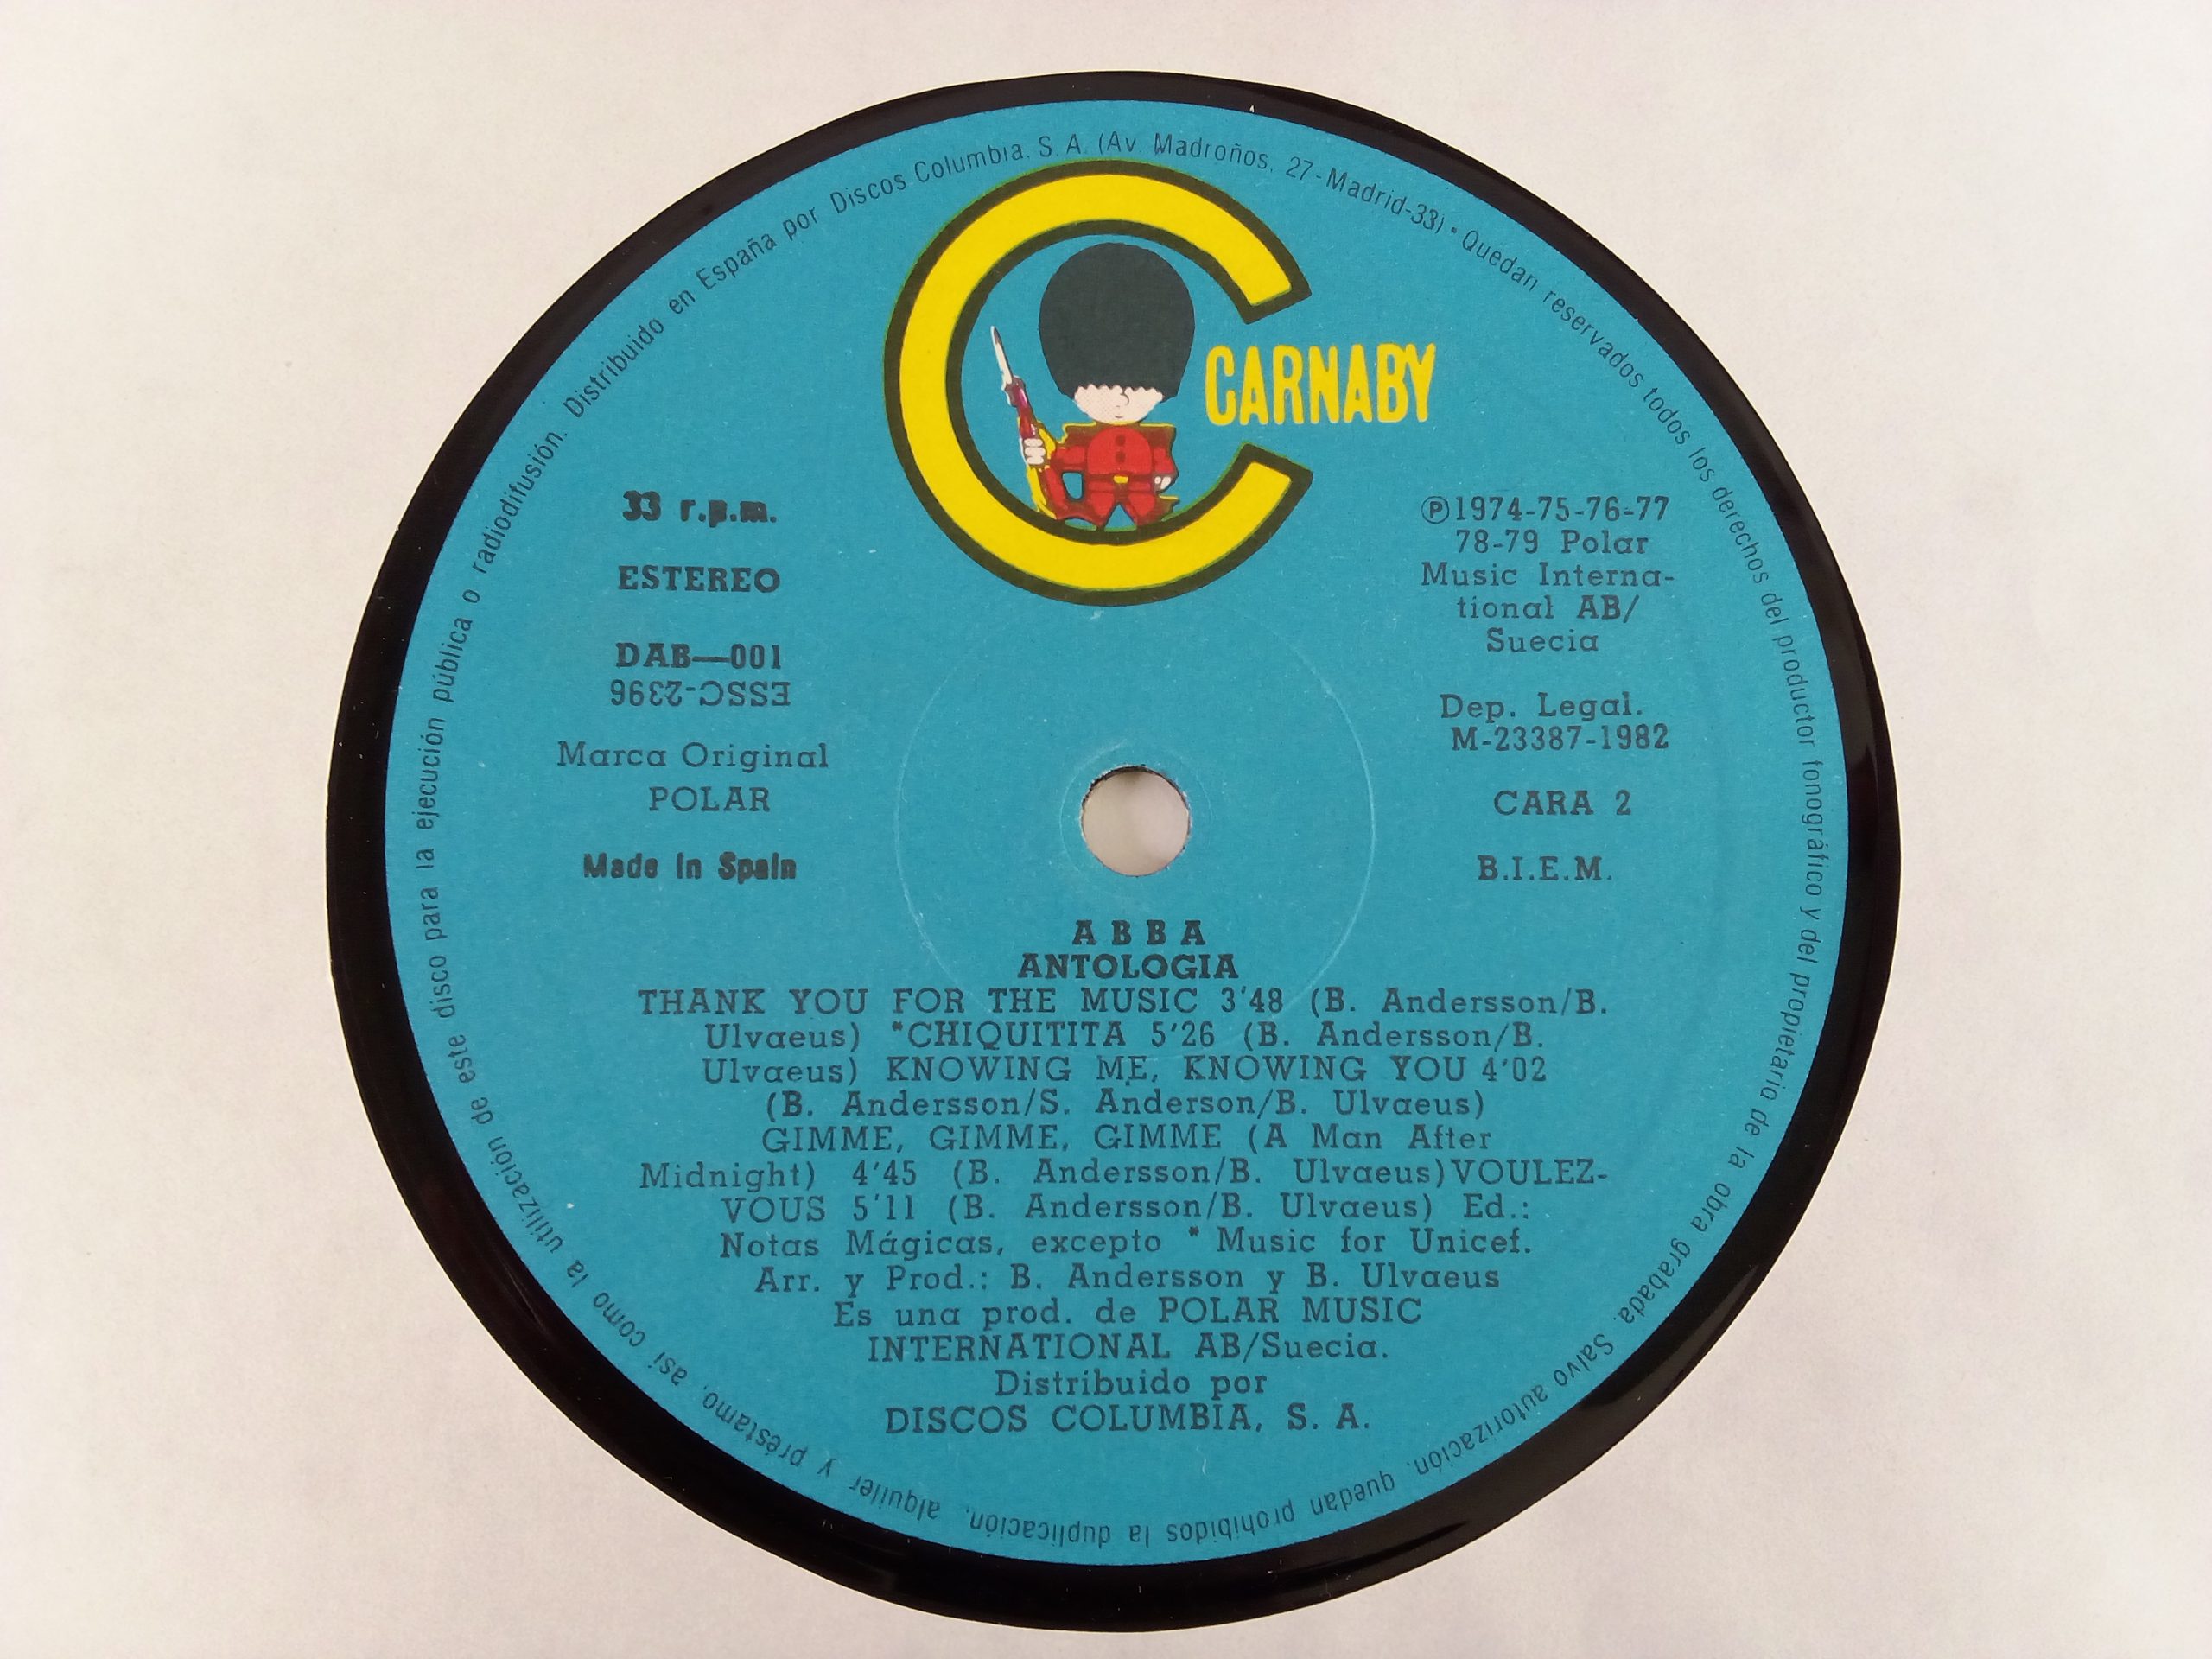 Distribuido en España por Discos Columbia, S. A. (Av. Madroños, 27-Madrid-33) • Quedan reservados todos los derechos del productor fonográfico y del propietario de la obra grabada. Salvo autorización, quedan prohibidos la duplicación, alquiler y préstamo, así como la utilización de este disco para la ejecución pública o radiodifusión.
CARNABY
33 r.p.m.
ESTEREO
DAB—001
ESSC-2396
Marca Original
POLAR
Made in Spain
Ⓟ1974-75-76-77
78-79 Polar
Music Interna-
tional AB/
Suecia
Dep. Legal.
M-23387-1982
CARA 2
B.I.E.M.
ABBA
ANTOLOGIA
THANK YOU FOR THE MUSIC 3'48 (B. Andersson/B.
Ulvaeus) *CHIQUITITA 5'26 (B. Andersson/B.
Ulvaeus) KNOWING ME, KNOWING YOU 4'02
(B. Andersson/S. Anderson/B. Ulvaeus)
GIMME, GIMME, GIMME (A Man After
Midnight) 4'45 (B. Andersson/B. Ulvaeus)VOULEZ-
VOUS 5'11 (B. Andersson/B. Ulvaeus) Ed.:
Notas Mágicas, excepto * Music for Unicef.
Arr. y Prod.: B. Andersson y B. Ulvaeus
Es una prod. de POLAR MUSIC
INTERNATIONAL AB/Suecia.
Distribuido por
DISCOS COLUMBIA, S. A.